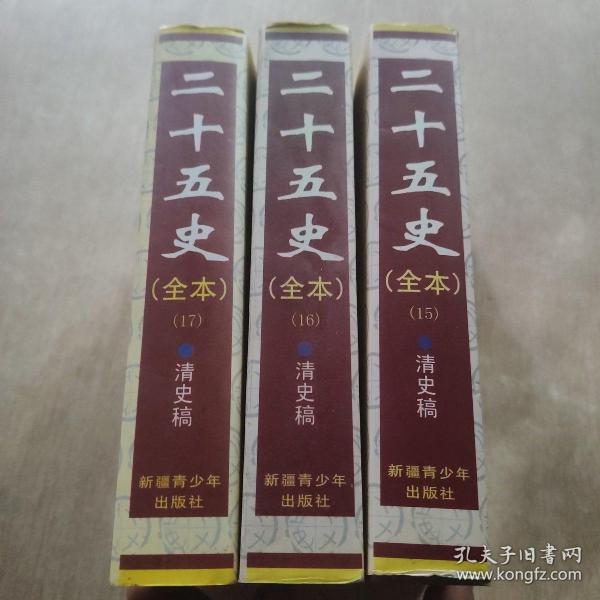 二十五史
(全本)
(17)
清史稿
新疆青少年
出版社
二十五史
(全本)
(16)
清史稿
新疆青少年
出版社
二十五史
(全本)
(15)
清史稿
新疆青少年
出版社
孔夫子旧书网
www.kongfz.com